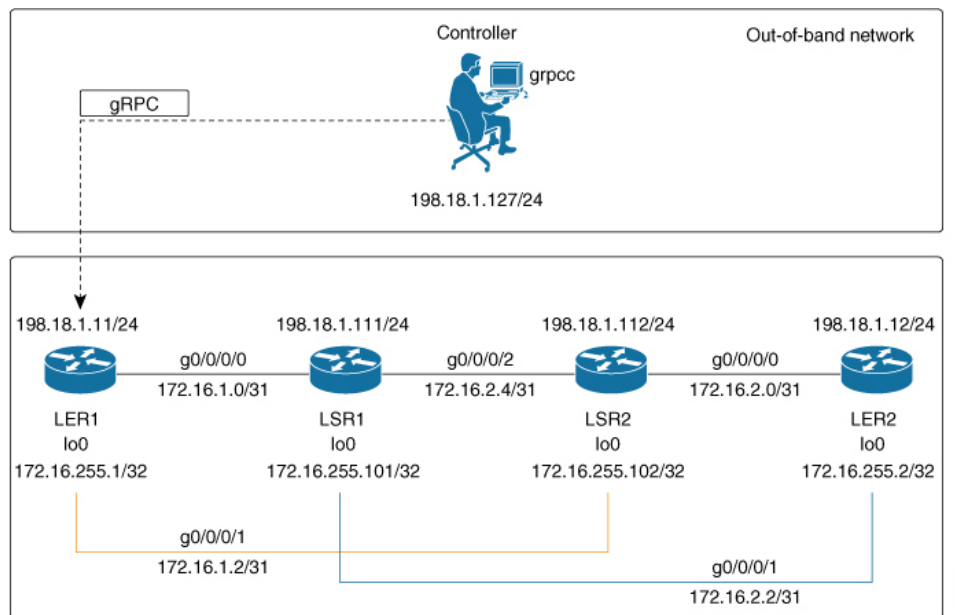 Controller
Out-of-band network
grpcc
gRPC
198.18.1.127/24
198.18.1.11/24
198.18.1.111/24
198.18.1.112/24
198.18.1.12/24
g0/0/0/0
g0/0/0/2
g0/0/0/0
172.16.1.0/31
172.16.2.4/31
172.16.2.0/31
LER1
LSR1
LSR2
LER2
lo0
lo0
lo0
lo0
172.16.255.1/32
172.16.255.101/32
172.16.255.102/32
172.16.255.2/32
g0/0/0/1
172.16.1.2/31
g0/0/0/1
172.16.2.2/31